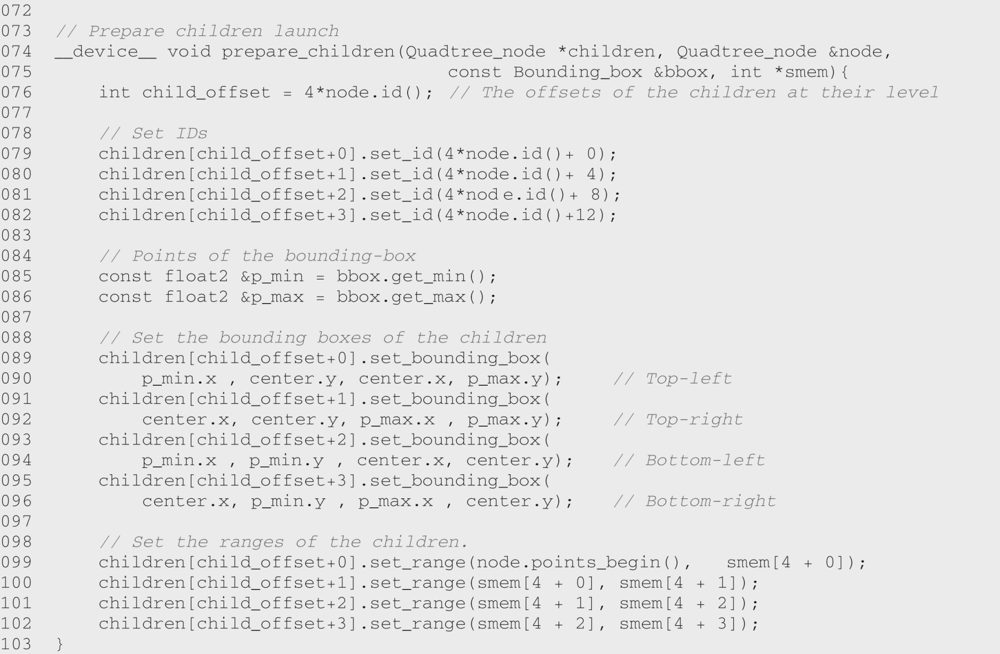 072
073 // Prepare children launch
074 __device__ void prepare_children(Quadtree_node *children, Quadtree_node &node,
075 const Bounding_box &bbox, int *smem){
076 int child_offset = 4*node.id(); // The offsets of the children at their level
077
078 // Set IDs
079 children[child_offset+0].set_id(4*node.id()+ 0);
080 children[child_offset+1].set_id(4*node.id()+ 4);
081 children[child_offset+2].set_id(4*node.id()+ 8);
082 children[child_offset+3].set_id(4*node.id()+12);
083
084 // Points of the bounding-box
085 const float2 &p_min = bbox.get_min();
086 const float2 &p_max = bbox.get_max();
087
088 // Set the bounding boxes of the children
089 children[child_offset+0].set_bounding_box(
090 p_min.x , center.y, center.x, p_max.y); // Top-left
091 children[child_offset+1].set_bounding_box(
092 center.x, center.y, p_max.x , p_max.y); // Top-right
093 children[child_offset+2].set_bounding_box(
094 p_min.x , p_min.y , center.x, center.y); // Bottom-left
095 children[child_offset+3].set_bounding_box(
096 center.x, p_min.y , p_max.x , center.y); // Bottom-right
097
098 // Set the ranges of the children.
099 children[child_offset+0].set_range(node.points_begin(), smem[4 + 0]);
100 children[child_offset+1].set_range(smem[4 + 0], smem[4 + 1]);
101 children[child_offset+2].set_range(smem[4 + 1], smem[4 + 2]);
102 children[child_offset+3].set_range(smem[4 + 2], smem[4 + 3]);
103 }